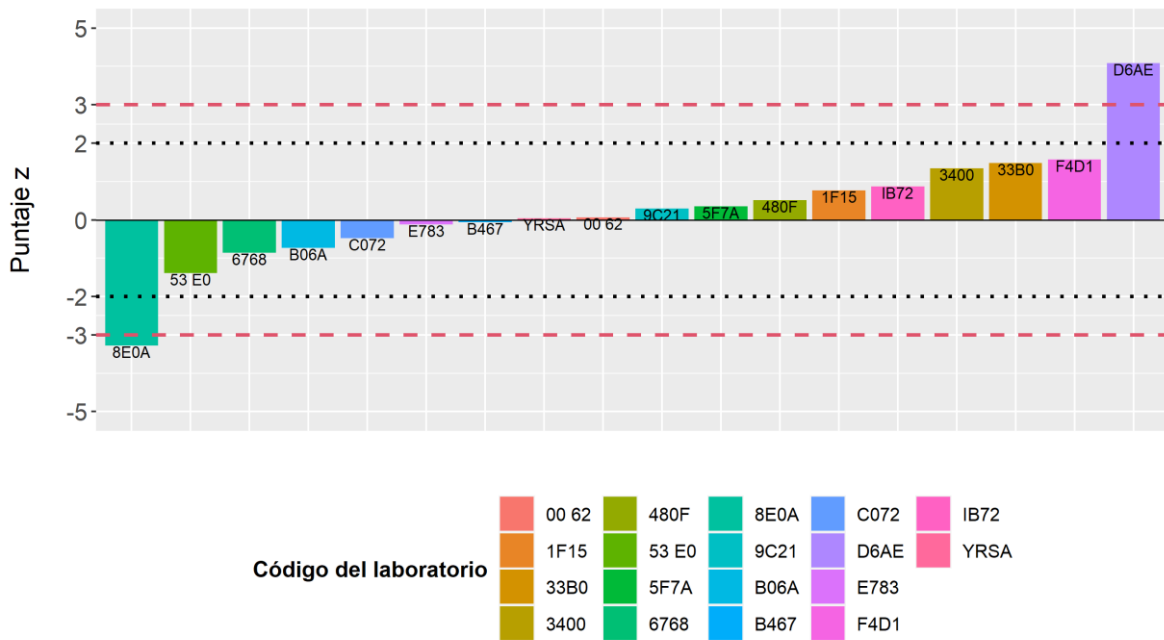 5
3
2
0
-2
-3
-5
Puntaje z
8E0A
53 E0
6768
B06A
C072
E783
B467
YRSA
00 62
9C21
5F7A
480F
1F15
IB72
3400
33B0
F4D1
D6AE
Código del laboratorio
00 62
1F15
33B0
3400
480F
53 E0
5F7A
6768
8E0A
9C21
B06A
B467
C072
D6AE
E783
F4D1
IB72
YRSA